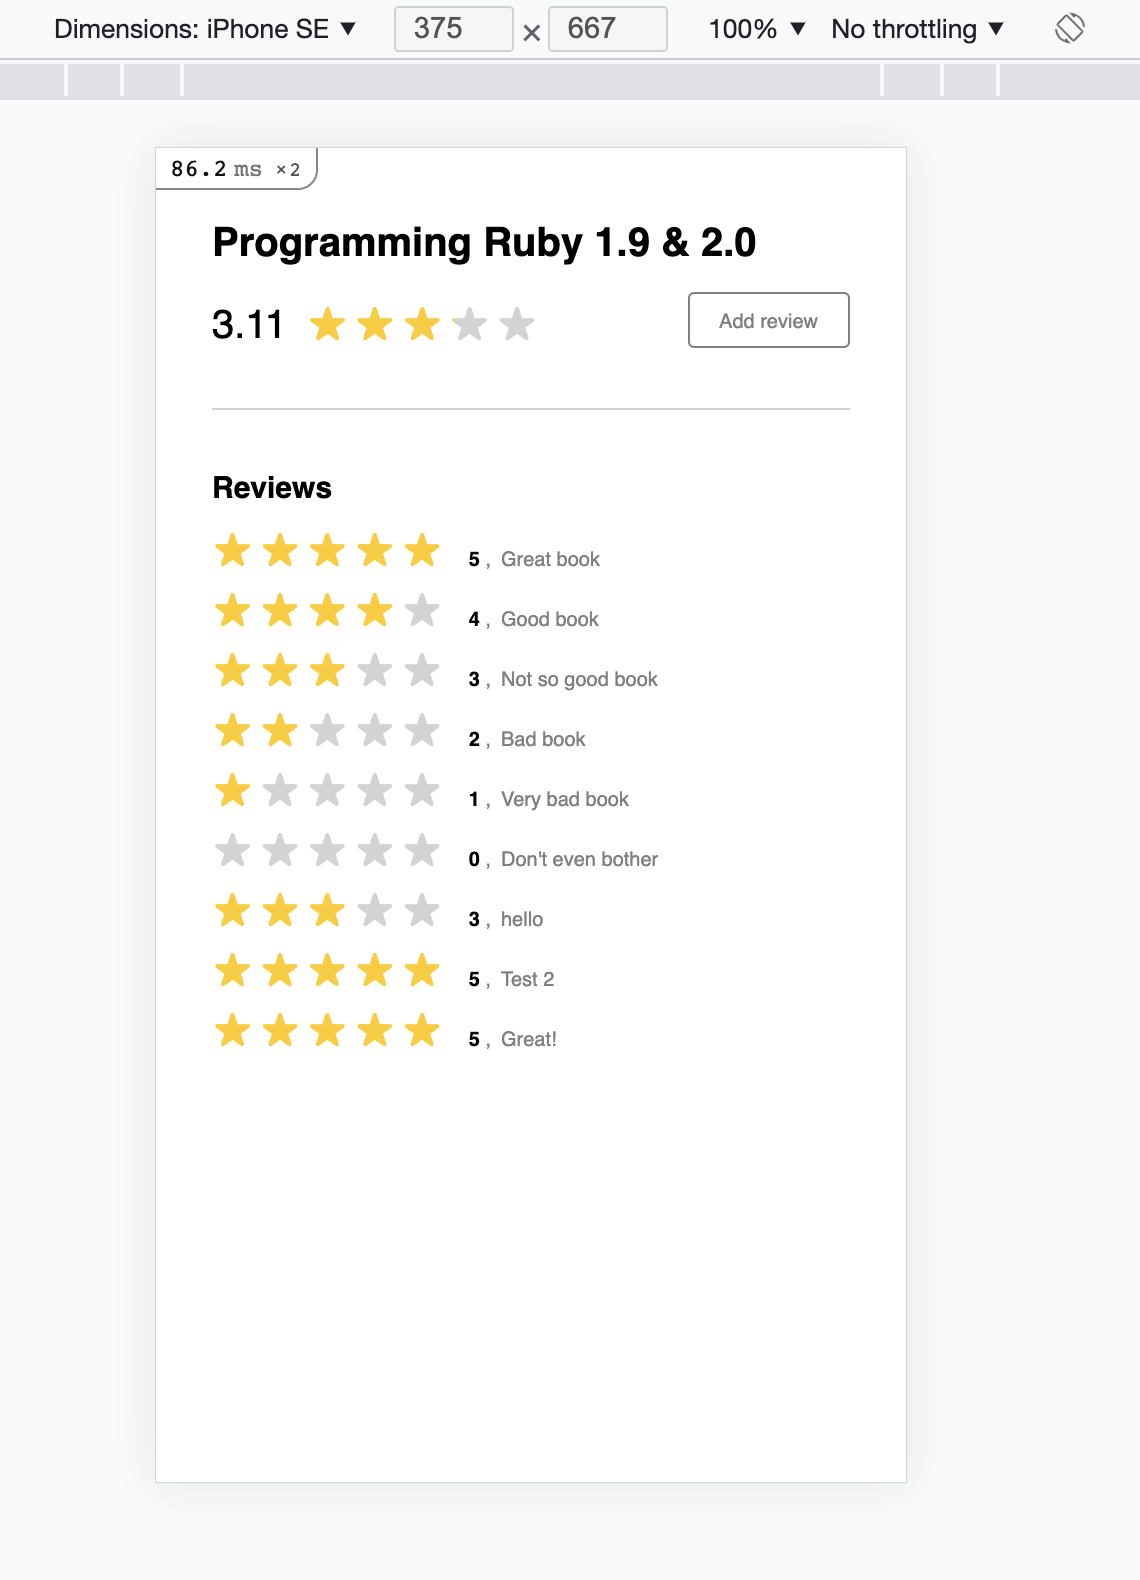 Dimensions: iPhone SE ▼ 375 × 667 100% ▼ No throttling ▼
86.2 ms ×2
Programming Ruby 1.9 & 2.0
3.11 Add review
Reviews
5 , Great book
4 , Good book
3 , Not so good book
2 , Bad book
1 , Very bad book
0 , Don't even bother
3 , hello
5 , Test 2
5 , Great!